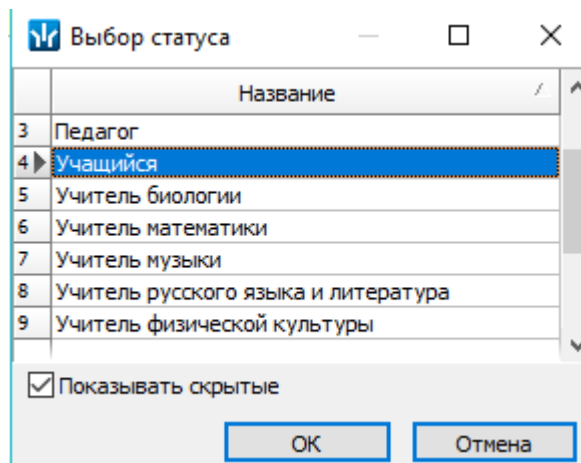 Выбор статуса
Название
3 Педагог
4 Учащийся
5 Учитель биологии
6 Учитель математики
7 Учитель музыки
8 Учитель русского языка и литература
9 Учитель физической культуры
Показывать скрытые
ОК Отмена